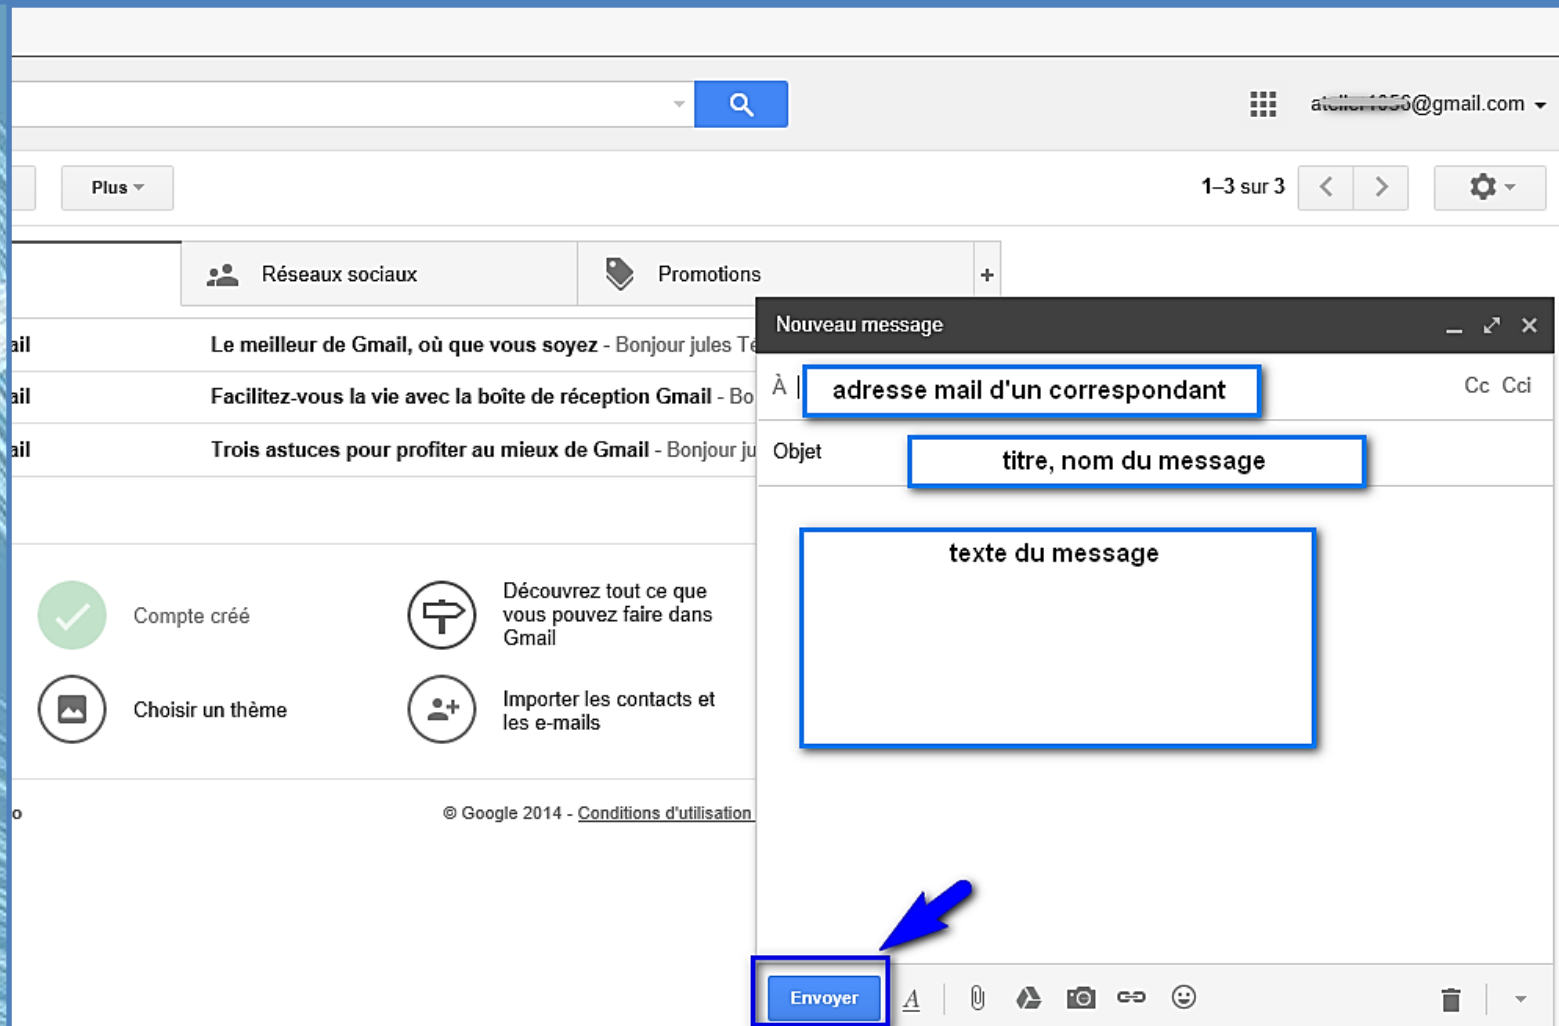 @gmail.com
Plus
1–3 sur 3
Réseaux sociaux
Promotions
+
Nouveau message
ail
Le meilleur de Gmail, où que vous soyez - Bonjour jules Te
À
adresse mail d'un correspondant
Cc Cci
ail
Facilitez-vous la vie avec la boîte de réception Gmail - Bo
ail
Trois astuces pour profiter au mieux de Gmail - Bonjour ju
Objet
titre, nom du message
texte du message
Compte créé
Découvrez tout ce que
vous pouvez faire dans
Gmail
Choisir un thème
Importer les contacts et
les e-mails
o
© Google 2014 - Conditions d'utilisation
Envoyer
A